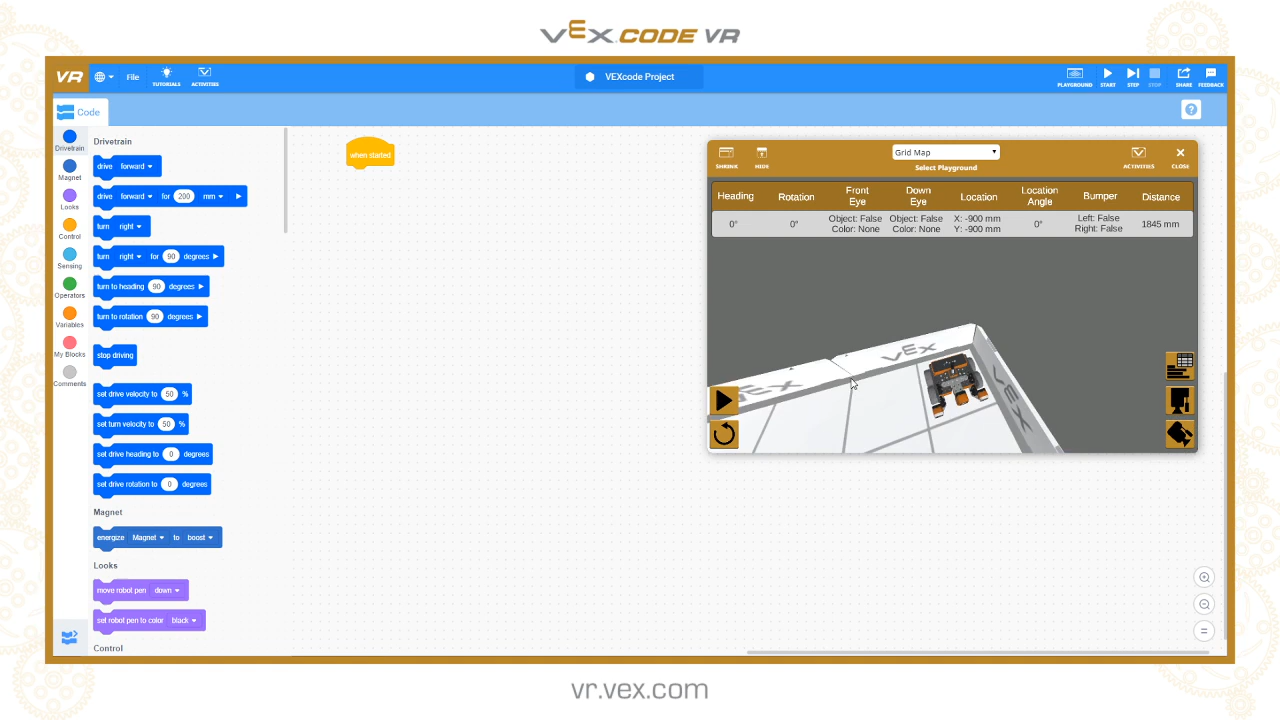 VEX CODE VR
VR
File
TUTORIALS
ACTIVITIES
VEXcode Project
PLAYGROUND
START
STEP
STOP
SHARE
FEEDBACK
Code
?
Drivetrain
Magnet
Looks
Control
Sensing
Operators
Variables
My Blocks
Comments
Drivetrain
drive forward
drive forward for 200 mm
turn right
turn right for 90 degrees
turn to heading 90 degrees
turn to rotation 90 degrees
stop driving
set drive velocity to 50 %
set turn velocity to 50 %
set drive heading to 0 degrees
set drive rotation to 0 degrees
Magnet
energize Magnet to boost
Looks
move robot pen down
set robot pen to color black
Control
when started
SHRINK
HIDE
Grid Map
Select Playground
ACTIVITIES
CLOSE
Heading Rotation Front Eye Down Eye Location Location Angle Bumper Distance
0° 0° Object: False Object: False X: -900 mm 0° Left: False 1845 mm
Color: None Color: None Y: -900 mm Right: False
VEX
VEX
VEX
vr.vex.com